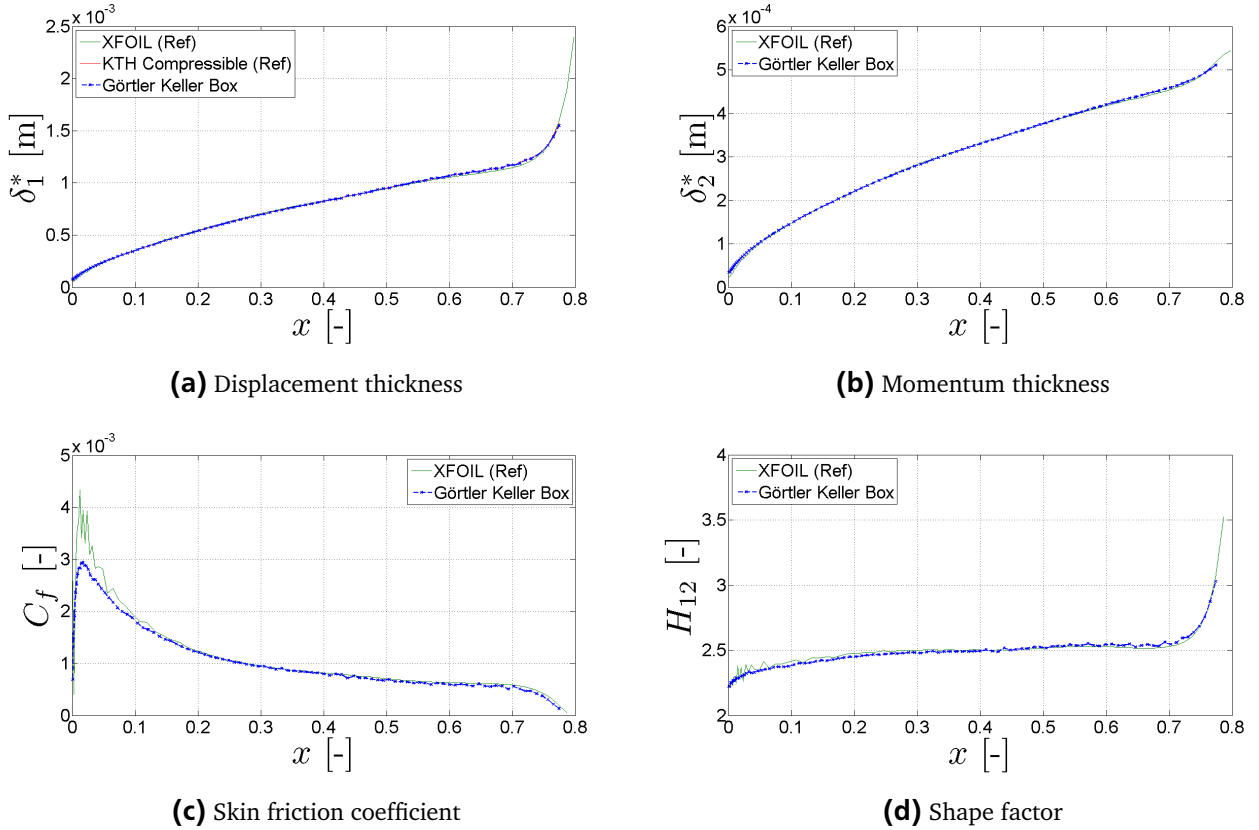 x 10⁻³
2.5
2
1.5
1
0.5
0
0 0.1 0.2 0.3 0.4 0.5 0.6 0.7 0.8
δ₁* [m]
x [-]
XFOIL (Ref)
KTH Compressible (Ref)
Görtler Keller Box
(a) Displacement thickness
x 10⁻⁴
6
5
4
3
2
1
0
0 0.1 0.2 0.3 0.4 0.5 0.6 0.7 0.8
δ₂* [m]
x [-]
XFOIL (Ref)
Görtler Keller Box
(b) Momentum thickness
x 10⁻³
5
4
3
2
1
0
0 0.1 0.2 0.3 0.4 0.5 0.6 0.7 0.8
C_f [-]
x [-]
XFOIL (Ref)
Görtler Keller Box
(c) Skin friction coefficient
4
3.5
3
2.5
2
0 0.1 0.2 0.3 0.4 0.5 0.6 0.7 0.8
H₁₂ [-]
x [-]
XFOIL (Ref)
Görtler Keller Box
(d) Shape factor